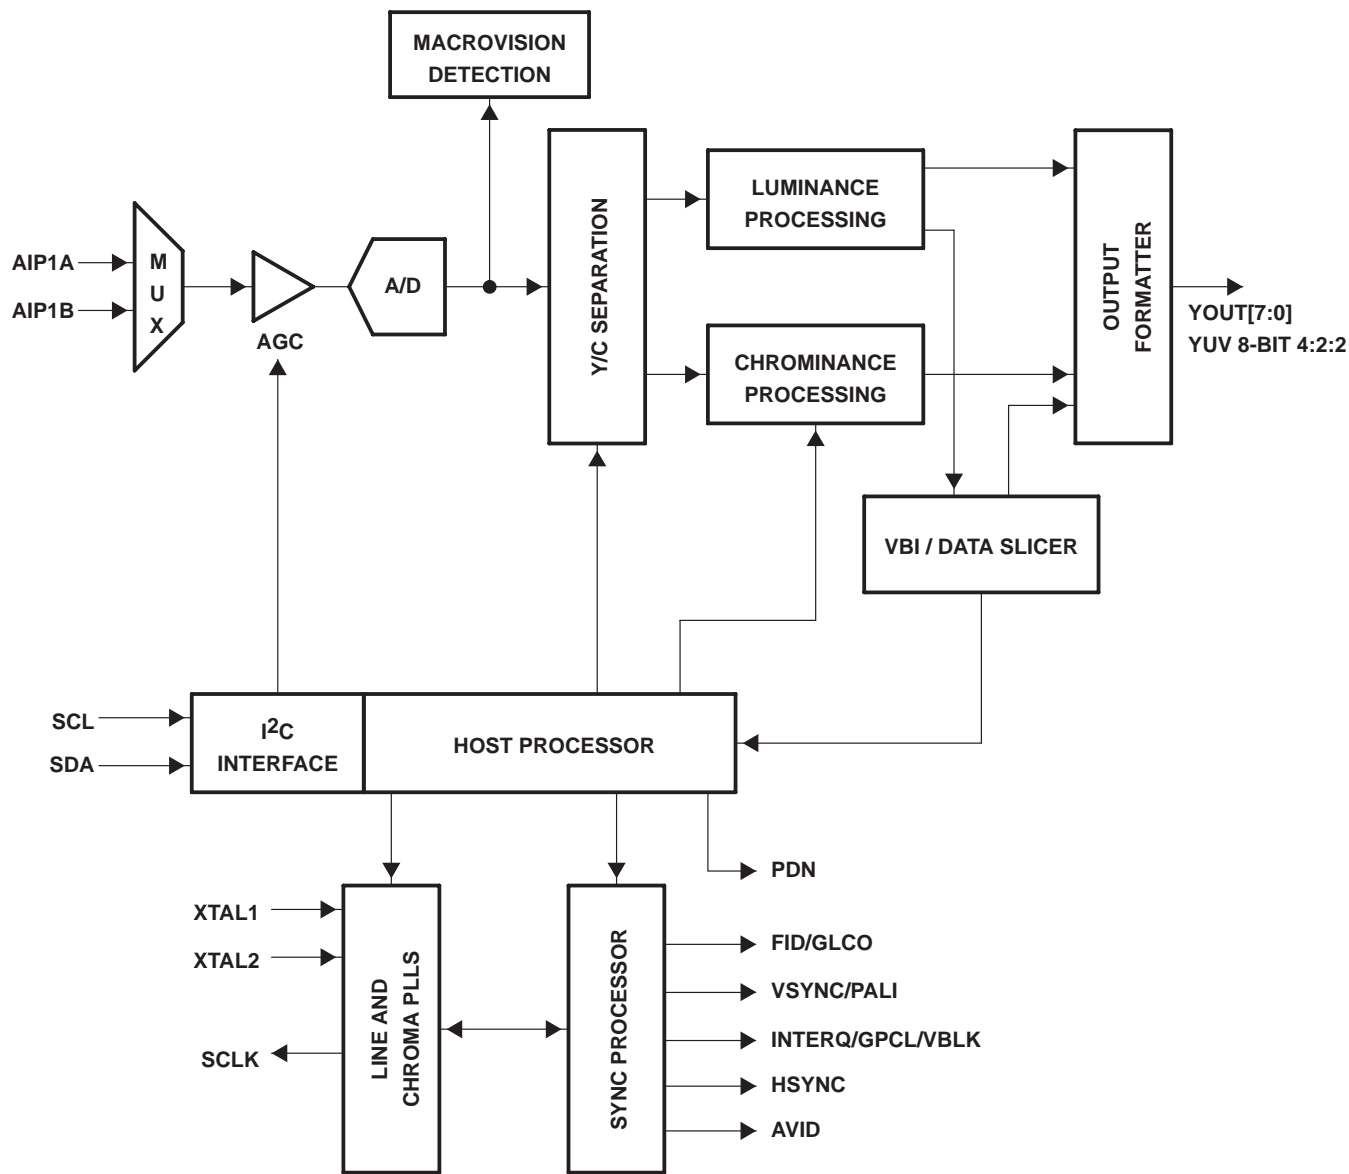 MACROVISION
DETECTION
LUMINANCE
PROCESSING
Y/C SEPARATION
OUTPUT
FORMATTER
AIP1A
AIP1B
M
U
X
A/D
AGC
YOUT[7:0]
YUV 8-BIT 4:2:2
CHROMINANCE
PROCESSING
VBI / DATA SLICER
SCL
SDA
I²C
INTERFACE
HOST PROCESSOR
PDN
XTAL1
XTAL2
SCLK
LINE AND
CHROMA PLLS
SYNC PROCESSOR
FID/GLCO
VSYNC/PALI
INTERQ/GPCL/VBLK
HSYNC
AVID